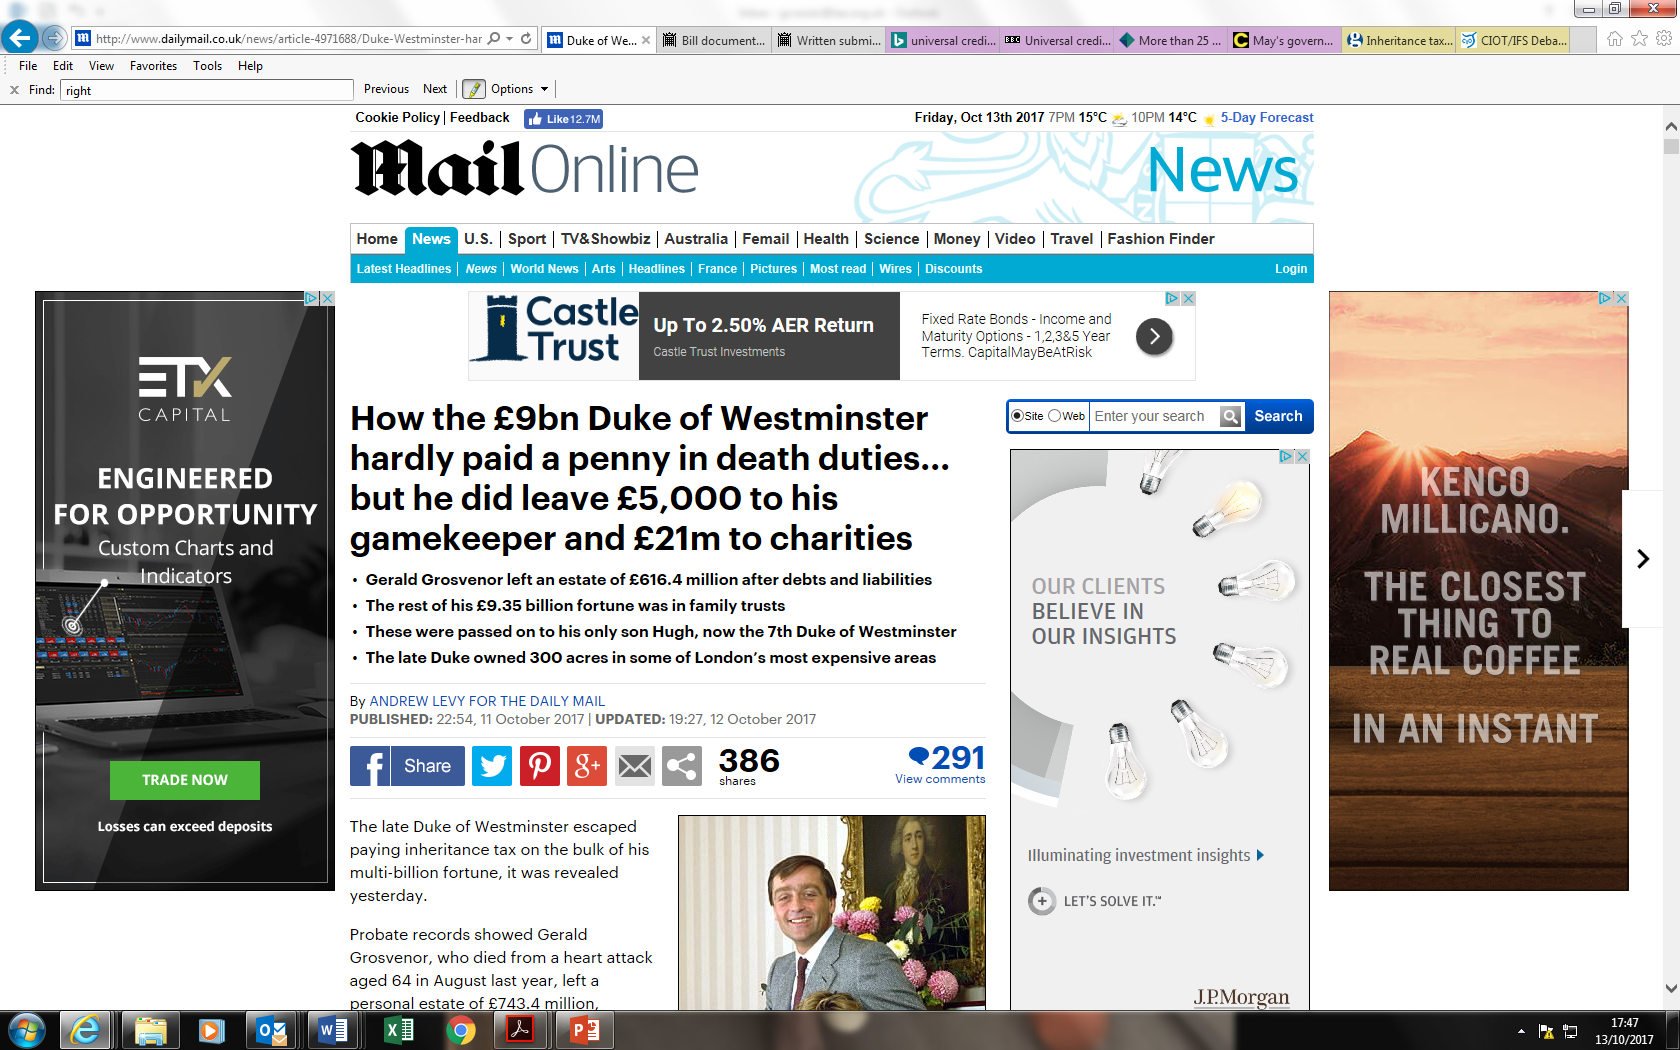 http://www.dailymail.co.uk/news/article-4971688/Duke-Westminster-har
Duke of We...
Bill document...
Written submi...
universal credi...
Universal credi...
More than 25 ...
May's govern...
Inheritance tax...
CIOT/IFS Deba...
File Edit View Favorites Tools Help
Find: right Previous Next Options
Cookie Policy | Feedback Like 12.7M
Friday, Oct 13th 2017 7PM 15°C 10PM 14°C 5-Day Forecast
Mail Online
News
Home News U.S. Sport TV&Showbiz Australia Femail Health Science Money Video Travel Fashion Finder
Latest Headlines News World News Arts Headlines France Pictures Most read Wires Discounts Login
Castle Trust
Up To 2.50% AER Return
Castle Trust Investments
Fixed Rate Bonds - Income and
Maturity Options - 1,2,3&5 Year
Terms. CapitalMayBeAtRisk
ETX
CAPITAL
ENGINEERED
FOR OPPORTUNITY
Custom Charts and
Indicators
TRADE NOW
Losses can exceed deposits
How the £9bn Duke of Westminster
hardly paid a penny in death duties...
but he did leave £5,000 to his
gamekeeper and £21m to charities
• Gerald Grosvenor left an estate of £616.4 million after debts and liabilities
• The rest of his £9.35 billion fortune was in family trusts
• These were passed on to his only son Hugh, now the 7th Duke of Westminster
• The late Duke owned 300 acres in some of London's most expensive areas
By ANDREW LEVY FOR THE DAILY MAIL
PUBLISHED: 22:54, 11 October 2017 | UPDATED: 19:27, 12 October 2017
Share
386
shares
291
View comments
The late Duke of Westminster escaped
paying inheritance tax on the bulk of his
multi-billion fortune, it was revealed
yesterday.
Probate records showed Gerald
Grosvenor, who died from a heart attack
aged 64 in August last year, left a
personal estate of £743.4 million,
Site Web Enter your search Search
OUR CLIENTS
BELIEVE IN
OUR INSIGHTS
Illuminating investment insights
LET'S SOLVE IT.℠
J.P.Morgan
KENCO
MILLICANO.
THE CLOSEST
THING TO
REAL COFFEE
IN AN INSTANT
17:47
13/10/2017